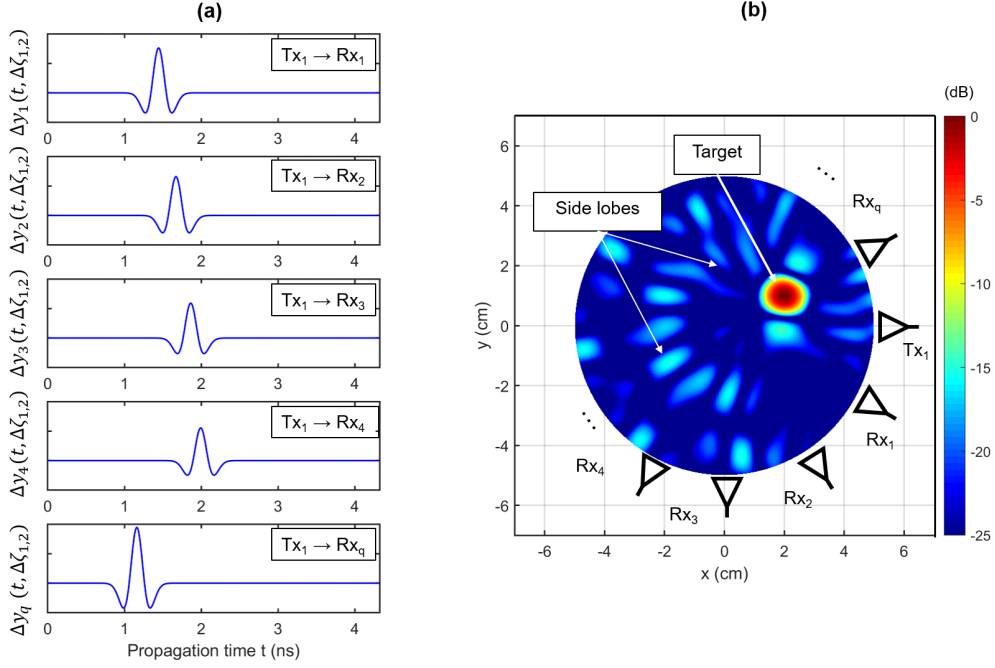 (a)
Δy₁(t, Δζ₁,₂)
Tx₁ → Rx₁
0 1 2 3 4
Δy₂(t, Δζ₁,₂)
Tx₁ → Rx₂
0 1 2 3 4
Δy₃(t, Δζ₁,₂)
Tx₁ → Rx₃
0 1 2 3 4
Δy₄(t, Δζ₁,₂)
Tx₁ → Rx₄
0 1 2 3 4
Δy_q (t, Δζ₁,₂)
Tx₁ → Rx_q
0 1 2 3 4
Propagation time t (ns)
(b)
(dB)
Target
Side lobes
Rx_q
Tx₁
Rx₁
Rx₂
Rx₃
Rx₄
y (cm)
6
4
2
0
-2
-4
-6
-6 -4 -2 0 2 4 6
x (cm)
0
-5
-10
-15
-20
-25